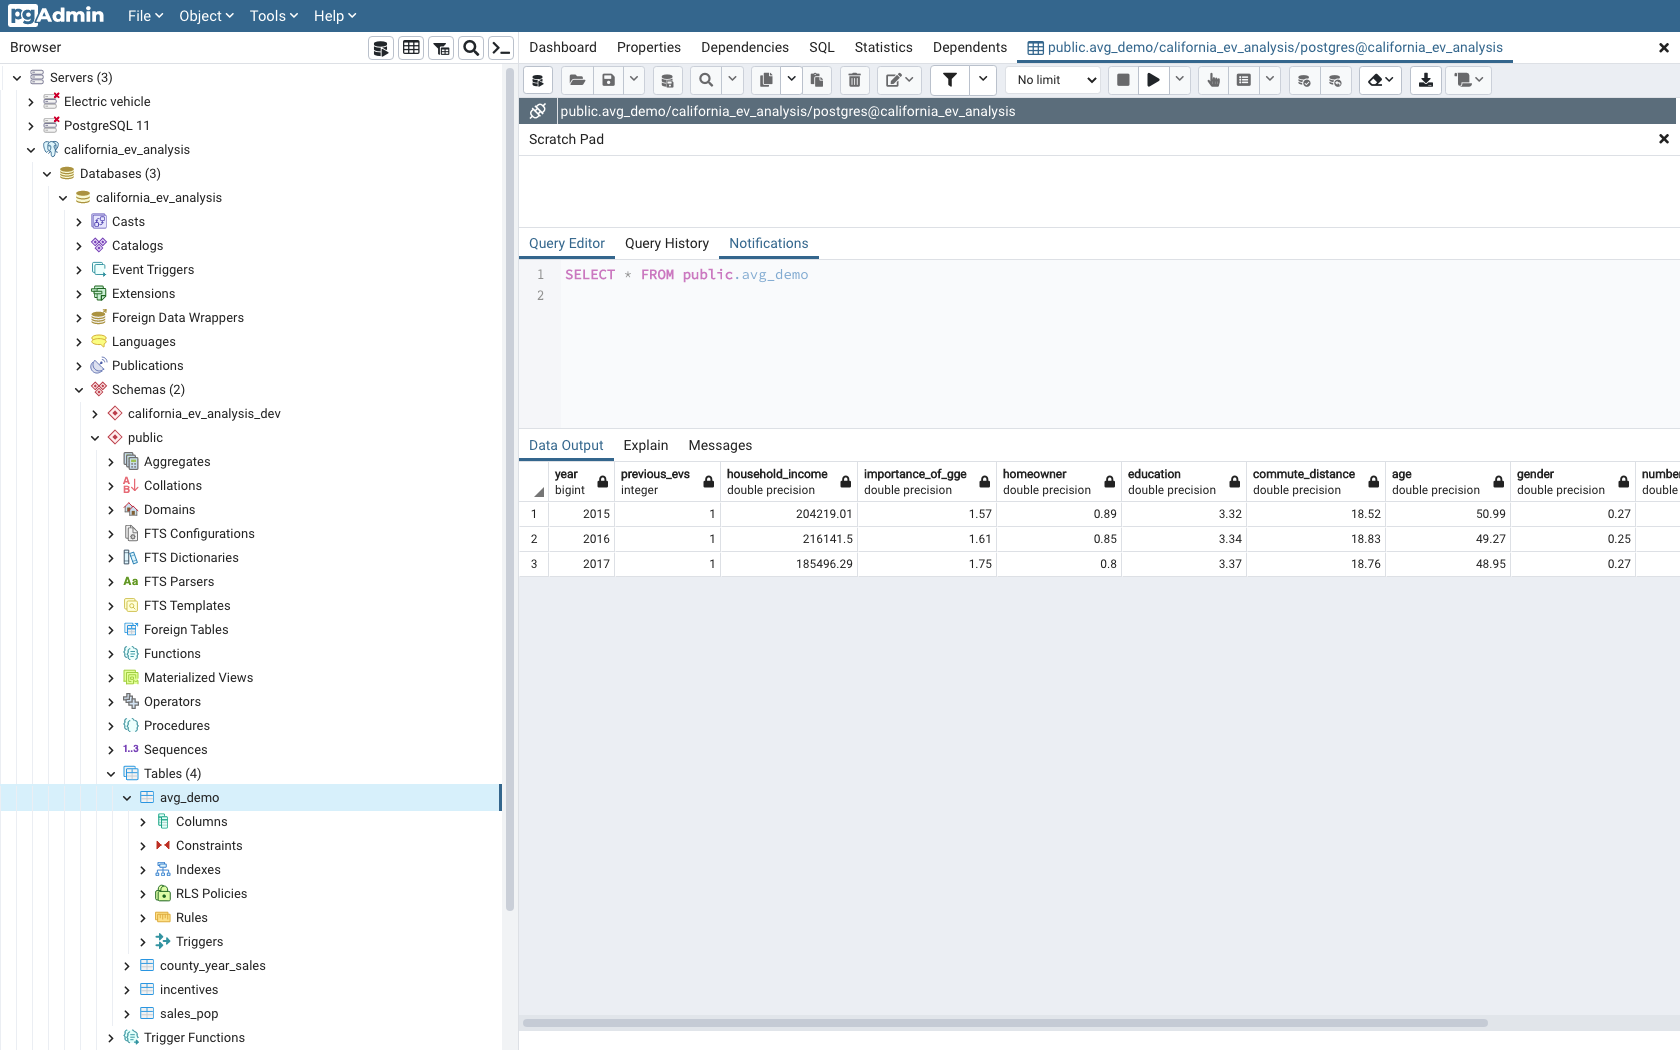 pgAdmin File Object Tools Help
Browser
Dashboard Properties Dependencies SQL Statistics Dependents public.avg_demo/california_ev_analysis/postgres@california_ev_analysis
Servers (3)
Electric vehicle
PostgreSQL 11
california_ev_analysis
Databases (3)
california_ev_analysis
Casts
Catalogs
Event Triggers
Extensions
Foreign Data Wrappers
Languages
Publications
Schemas (2)
california_ev_analysis_dev
public
Aggregates
Collations
Domains
FTS Configurations
FTS Dictionaries
Aa FTS Parsers
FTS Templates
Foreign Tables
Functions
Materialized Views
Operators
Procedures
1..3 Sequences
Tables (4)
avg_demo
Columns
Constraints
Indexes
RLS Policies
Rules
Triggers
county_year_sales
incentives
sales_pop
Trigger Functions
No limit
public.avg_demo/california_ev_analysis/postgres@california_ev_analysis
Scratch Pad
Query Editor Query History Notifications
1 SELECT * FROM public.avg_demo
2
Data Output Explain Messages
year previous_evs household_income importance_of_gge homeowner education commute_distance age gender number
bigint integer double precision double precision double precision double precision double precision double precision double precision double
1 2015 1 204219.01 1.57 0.89 3.32 18.52 50.99 0.27
2 2016 1 216141.5 1.61 0.85 3.34 18.83 49.27 0.25
3 2017 1 185496.29 1.75 0.8 3.37 18.76 48.95 0.27